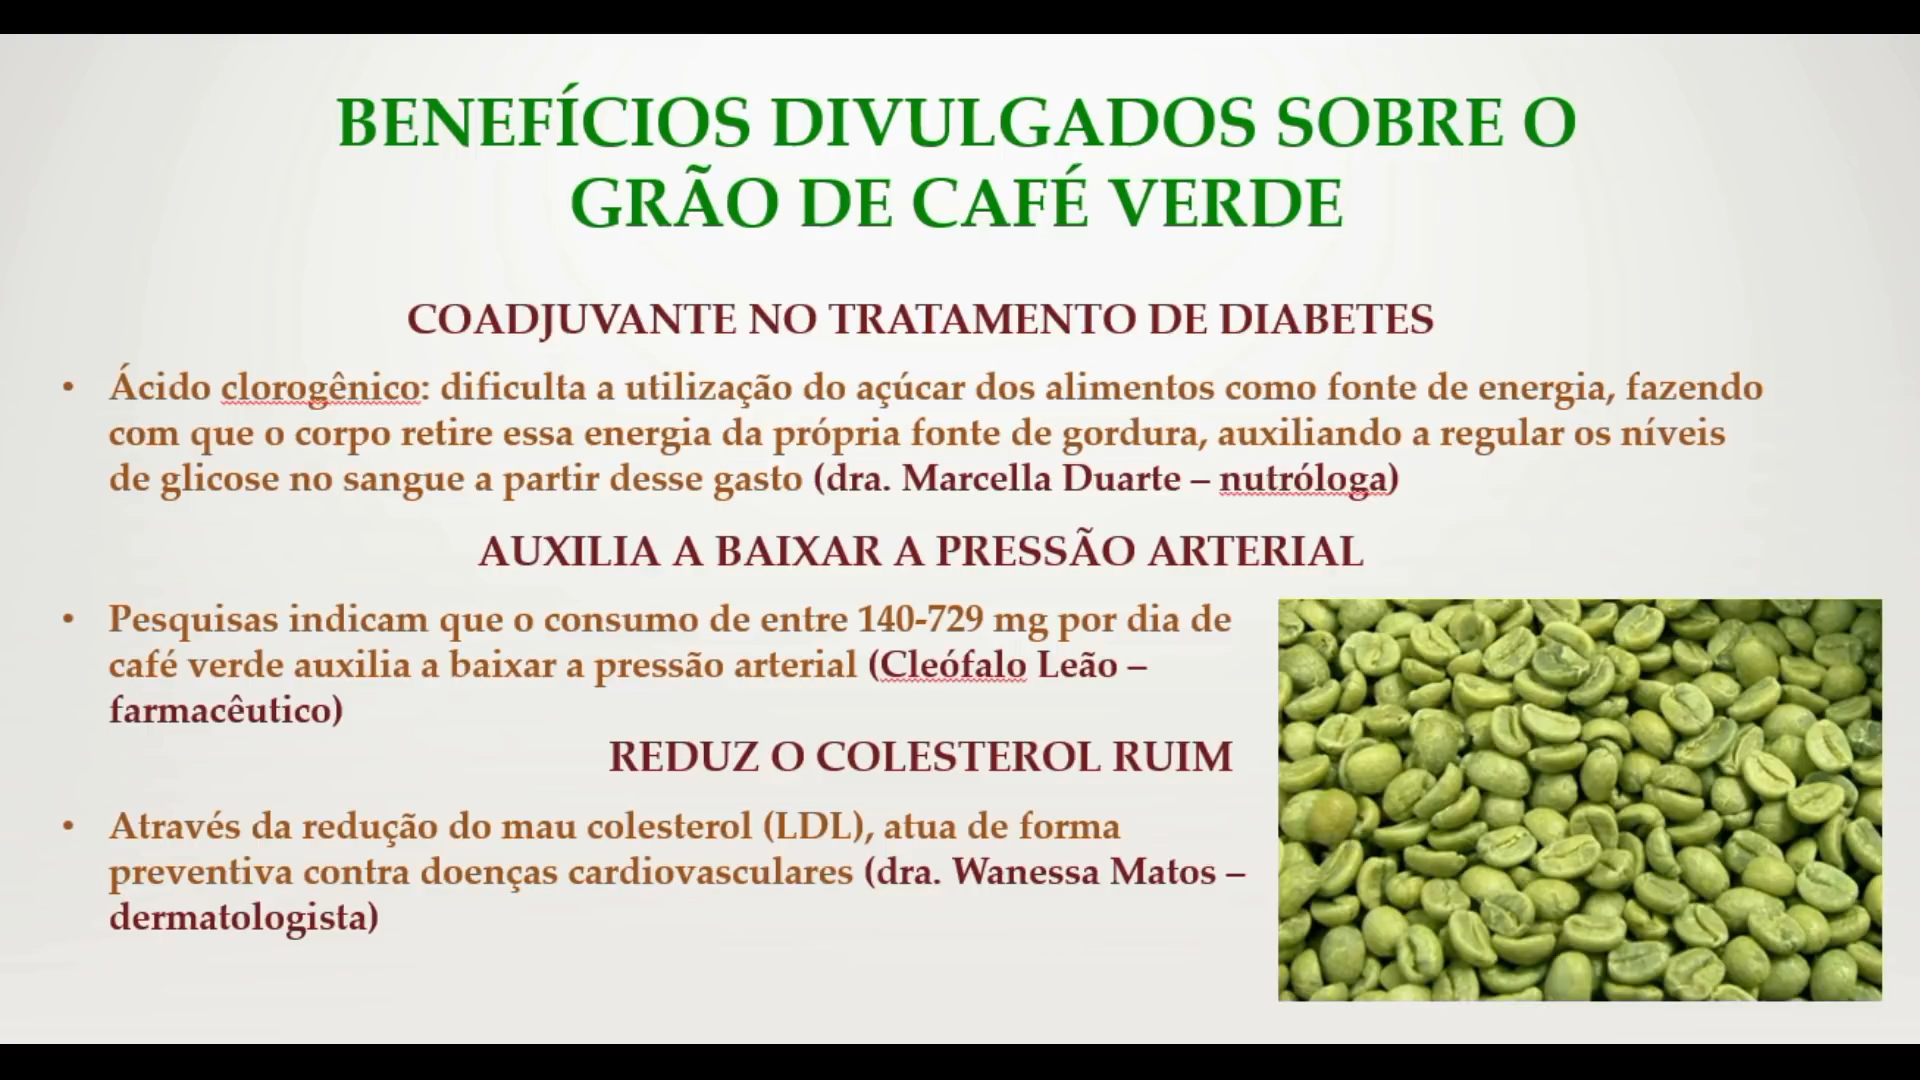 BENEFÍCIOS DIVULGADOS SOBRE O
GRÃO DE CAFÉ VERDE
COADJUVANTE NO TRATAMENTO DE DIABETES
• Ácido clorogênico: dificulta a utilização do açúcar dos alimentos como fonte de energia, fazendo
com que o corpo retire essa energia da própria fonte de gordura, auxiliando a regular os níveis
de glicose no sangue a partir desse gasto (dra. Marcella Duarte – nutróloga)
AUXILIA A BAIXAR A PRESSÃO ARTERIAL
• Pesquisas indicam que o consumo de entre 140-729 mg por dia de
café verde auxilia a baixar a pressão arterial (Cleófalo Leão –
farmacêutico)
REDUZ O COLESTEROL RUIM
• Através da redução do mau colesterol (LDL), atua de forma
preventiva contra doenças cardiovasculares (dra. Wanessa Matos –
dermatologista)